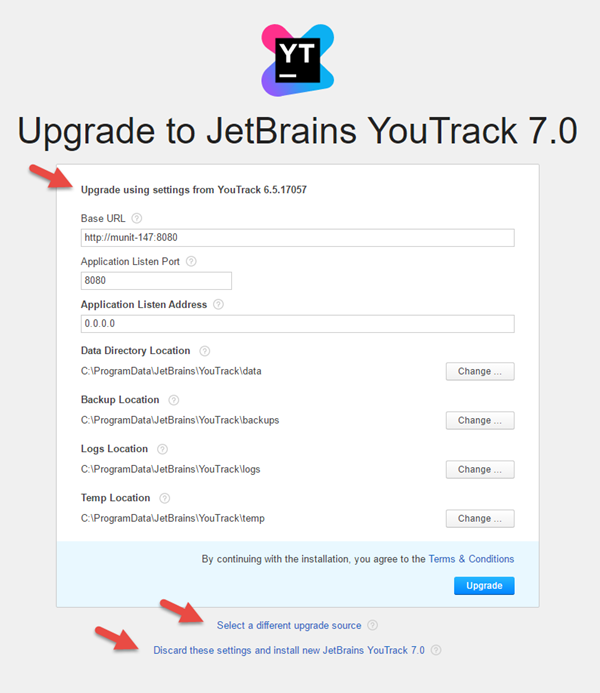 YT
Upgrade to JetBrains YouTrack 7.0
Upgrade using settings from YouTrack 6.5.17057
Base URL ?
http://munit-147:8080
Application Listen Port ?
8080
Application Listen Address ?
0.0.0.0
Data Directory Location ?
C:\ProgramData\JetBrains\YouTrack\data Change ...
Backup Location ?
C:\ProgramData\JetBrains\YouTrack\backups Change ...
Logs Location ?
C:\ProgramData\JetBrains\YouTrack\logs Change ...
Temp Location ?
C:\ProgramData\JetBrains\YouTrack\temp Change ...
By continuing with the installation, you agree to the Terms & Conditions
Upgrade
Select a different upgrade source ?
Discard these settings and install new JetBrains YouTrack 7.0 ?